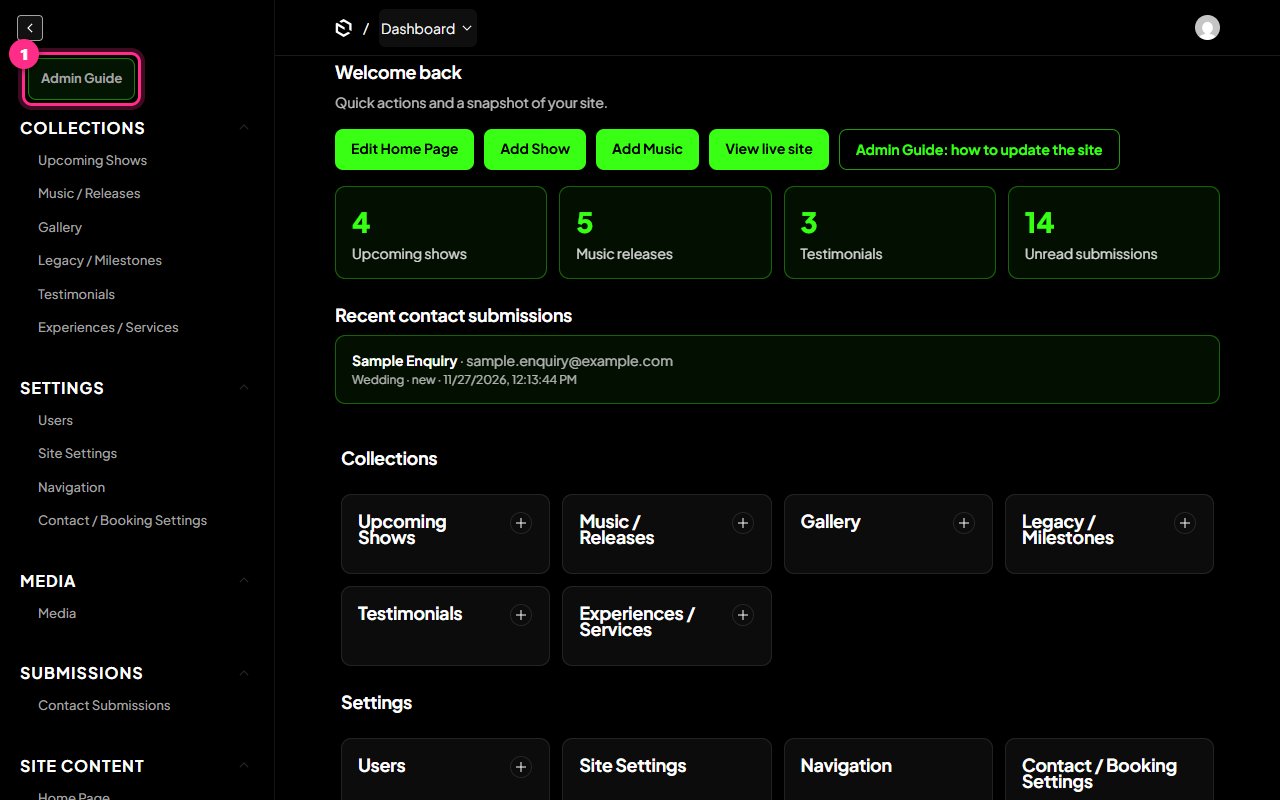 1
Admin Guide
COLLECTIONS
Upcoming Shows
Music / Releases
Gallery
Legacy / Milestones
Testimonials
Experiences / Services
SETTINGS
Users
Site Settings
Navigation
Contact / Booking Settings
MEDIA
Media
SUBMISSIONS
Contact Submissions
SITE CONTENT
Home Page
/ Dashboard
Welcome back
Quick actions and a snapshot of your site.
Edit Home Page
Add Show
Add Music
View live site
Admin Guide: how to update the site
4
Upcoming shows
5
Music releases
3
Testimonials
14
Unread submissions
Recent contact submissions
Sample Enquiry · sample.enquiry@example.com
Wedding · new · 11/27/2026, 12:13:44 PM
Collections
Upcoming
Shows
Music /
Releases
Gallery
Legacy /
Milestones
Testimonials
Experiences /
Services
Settings
Users
Site Settings
Navigation
Contact / Booking
Settings